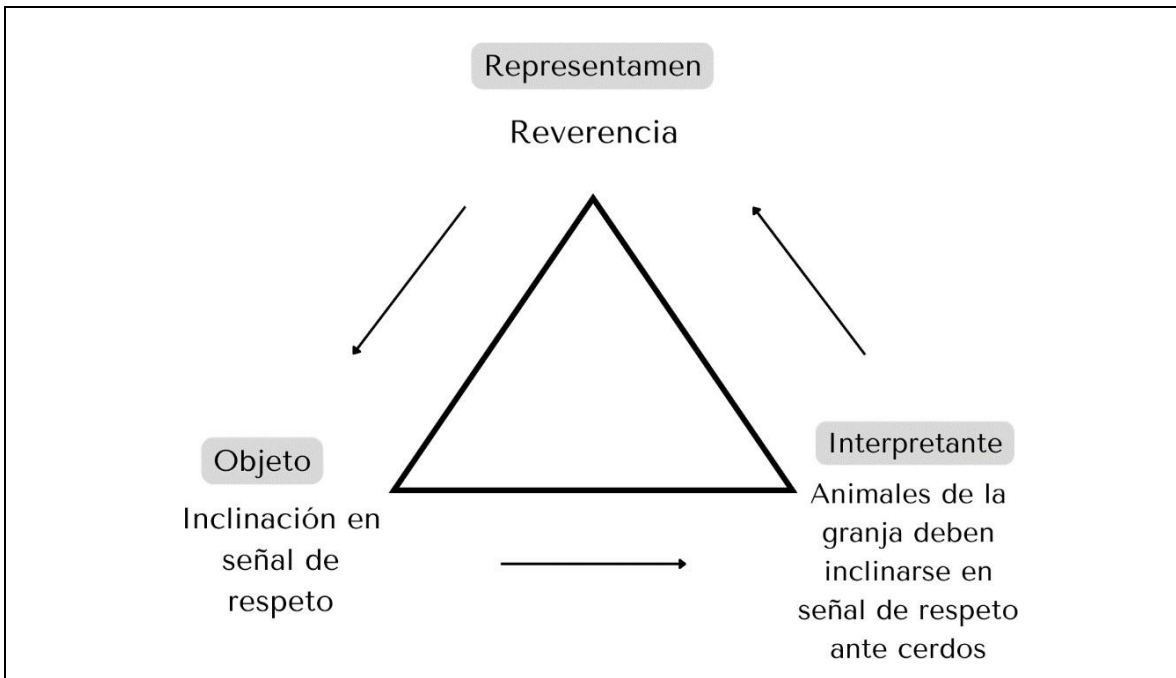 Representamen
Reverencia
Objeto
Inclinación en
señal de
respeto
Interpretante
Animales de la
granja deben
inclinarse en
señal de respeto
ante cerdos